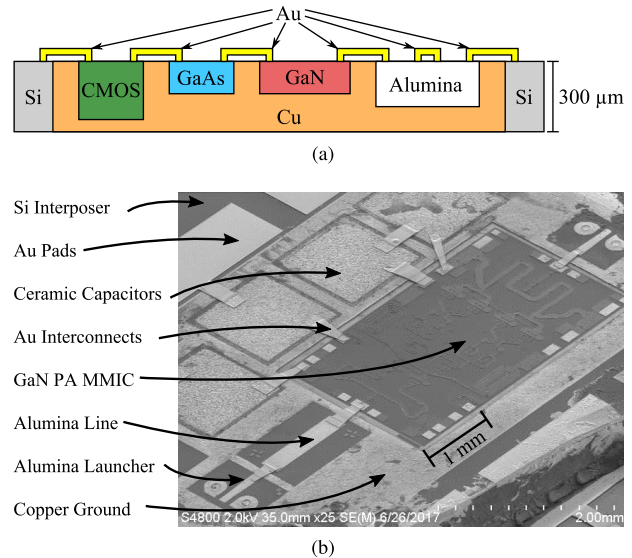 Au
Si
CMOS
GaAs
GaN
Alumina
Si
Cu
300 µm
(a)
Si Interposer
Au Pads
Ceramic Capacitors
Au Interconnects
GaN PA MMIC
Alumina Line
Alumina Launcher
Copper Ground
1 mm
S4800 2.0kV 35.0mm x25 SE(M) 6/26/2017
2.00mm
(b)